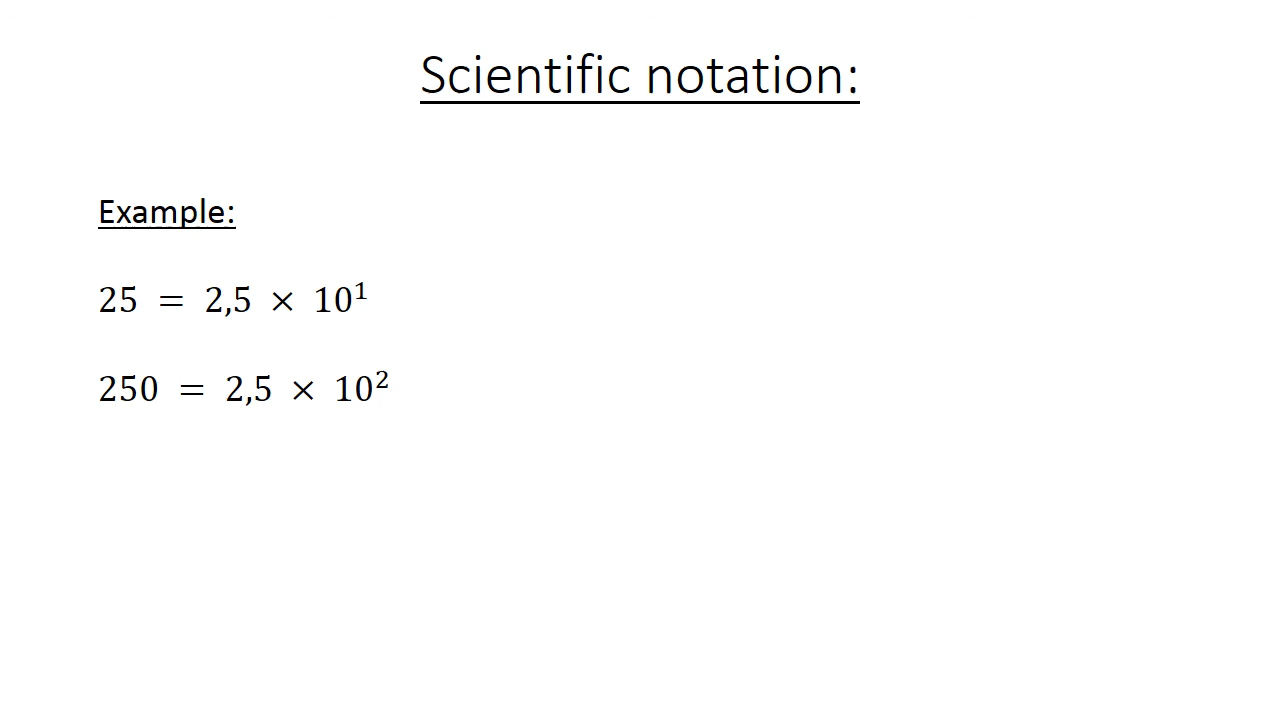 Scientific notation:
Example:
25 = 2,5 × 10¹
250 = 2,5 × 10²